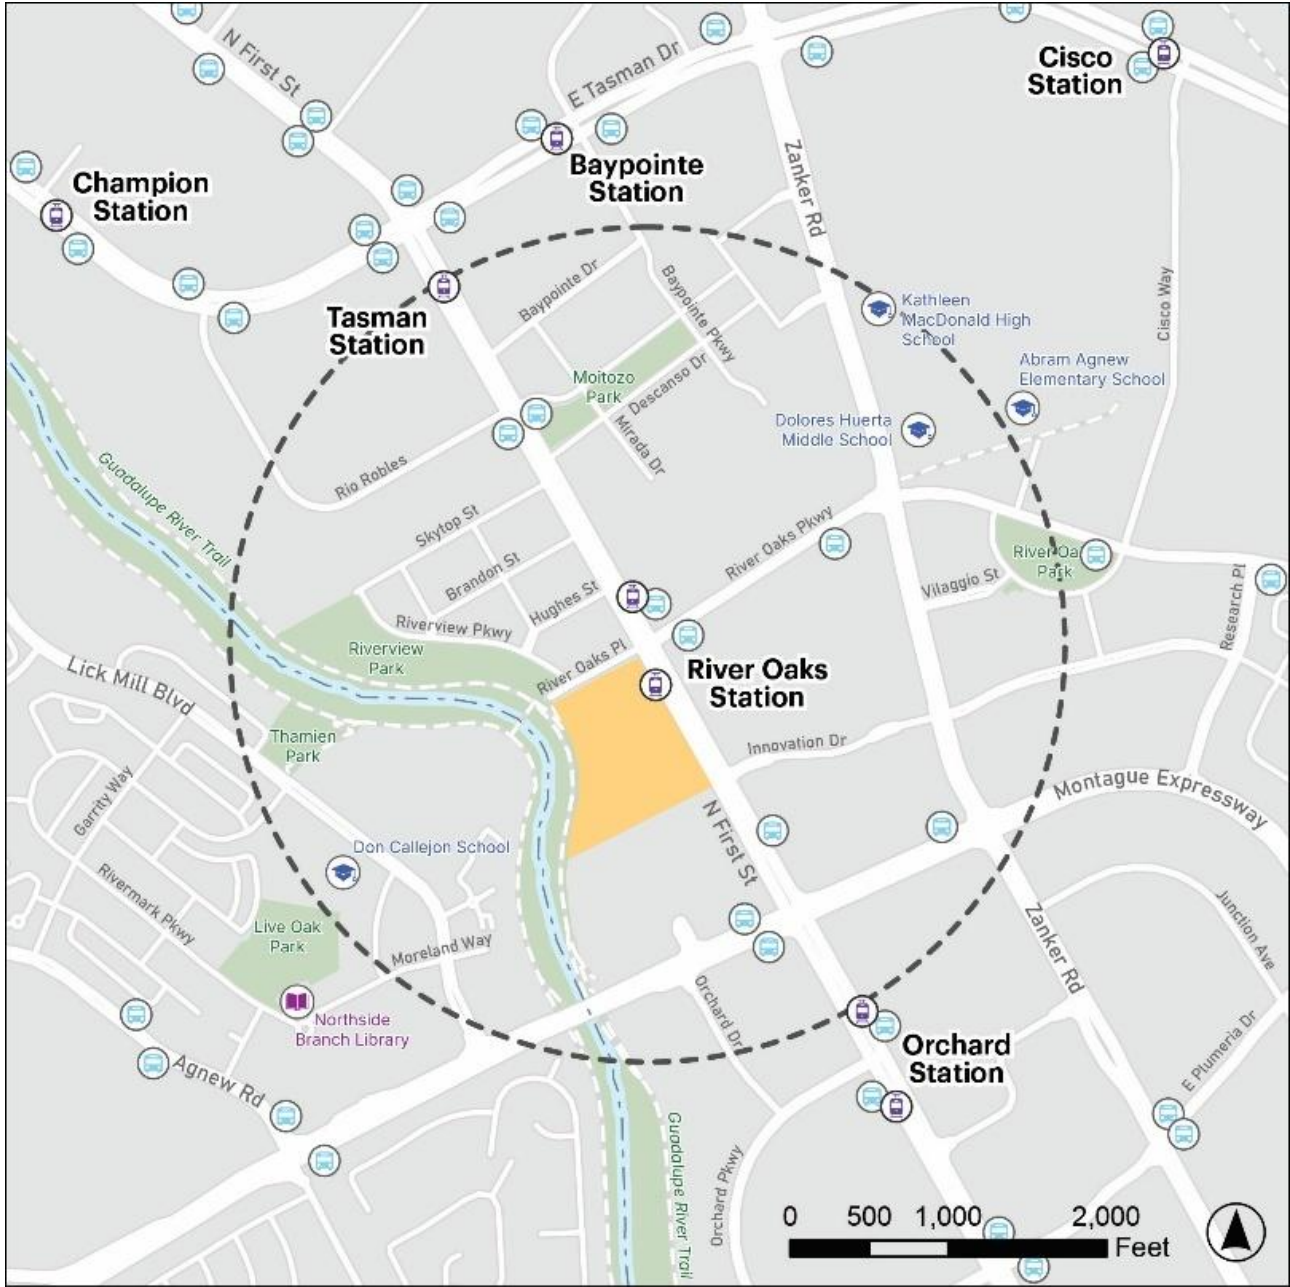 N First St
E Tasman Dr
Cisco
Station
Zanker Rd
Baypointe
Station
Champion
Station
Tasman
Station
Baypointe Dr
Baypointe Pkwy
Kathleen
MacDonald High
School
Cisco Way
Abram Agnew
Elementary School
Moitozo
Park
Descanso Dr
Mirada Dr
Dolores Huerta
Middle School
Guadalupe River Trail
Rio Robles
Skytop St
Brandon St
Hughes St
Riverview Pkwy
River Oaks Pkwy
River Oa
Park
Vilaggio St
Research Pl
Riverview
Park
River Oaks Pl
River Oaks
Station
Lick Mill Blvd
Thamien
Park
Innovation Dr
Montague Expressway
Garrity Way
N First St
Don Callejon School
Rivermark Pkwy
Live Oak
Park
Moreland Way
Zanker Rd
Junction Ave
Northside
Branch Library
Orchard Dr
Orchard
Station
E Plumeria Dr
Agnew Rd
Guadalupe River Trail
Orchard Pkwy
0 500 1,000 2,000
Feet